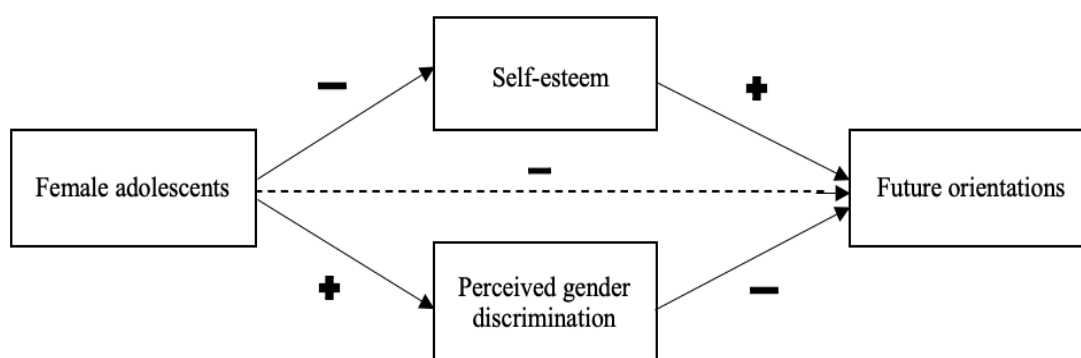 Self-esteem
−
+
Female adolescents
−
Future orientations
+
Perceived gender
discrimination
−